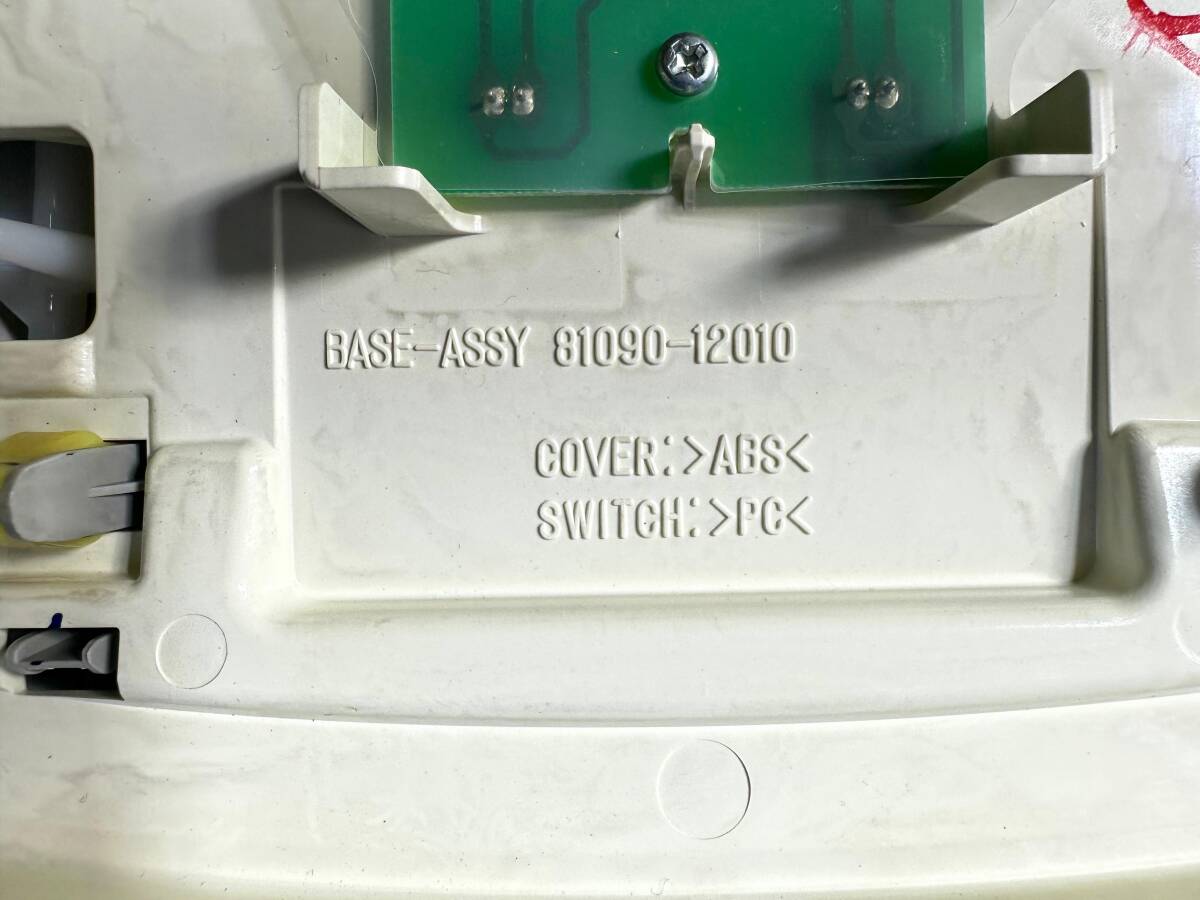 BASE-ASSY 81090-12010
COVER:>ABS<
SWITCH:>PC<